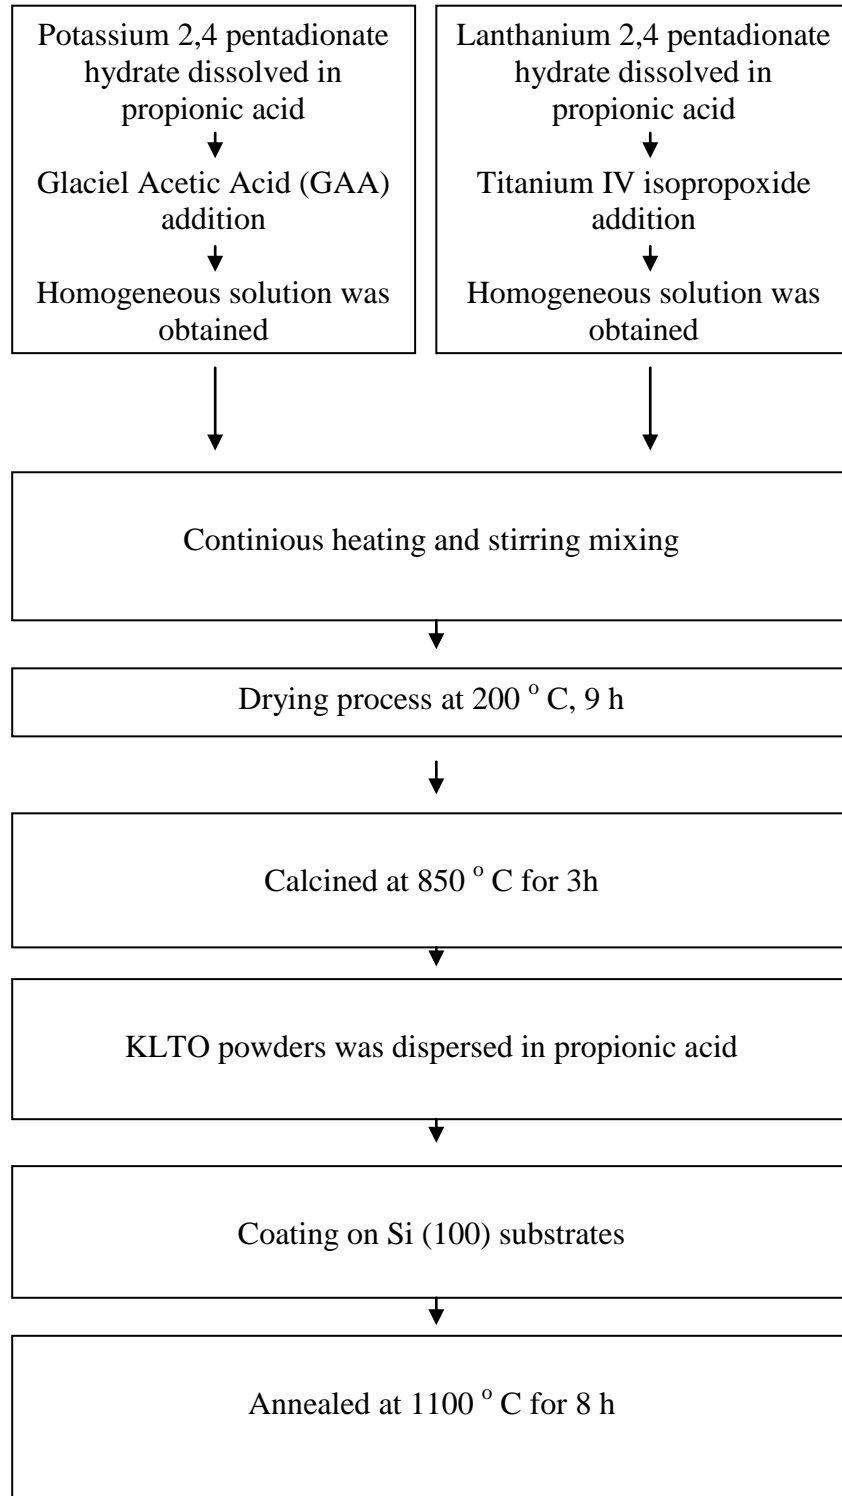 Potassium 2,4 pentadionate
hydrate dissolved in
propionic acid
Glaciel Acetic Acid (GAA)
addition
Homogeneous solution was
obtained
Lanthanium 2,4 pentadionate
hydrate dissolved in
propionic acid
Titanium IV isopropoxide
addition
Homogeneous solution was
obtained
Continious heating and stirring mixing
Drying process at 200 ° C, 9 h
Calcined at 850 ° C for 3h
KLTO powders was dispersed in propionic acid
Coating on Si (100) substrates
Annealed at 1100 ° C for 8 h